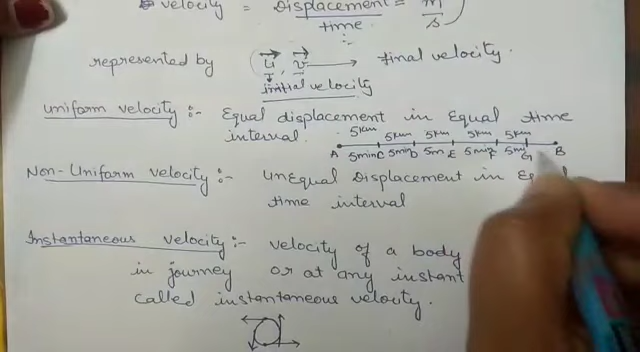 velocity = Displacement = m
time. s
represented by ( u , v → final velocity.
initial velocity
Uniform velocity :- Equal displacement in Equal time
interval. 5km 5km 5km 5km 5km
A 5min C 5min D 5m E 5min F 5mi G B
Non-Uniform velocity :- Unequal Displacement in
time interval
Instantaneous velocity :- velocity of a body
in journey or at any instant
called instantaneous velocity.